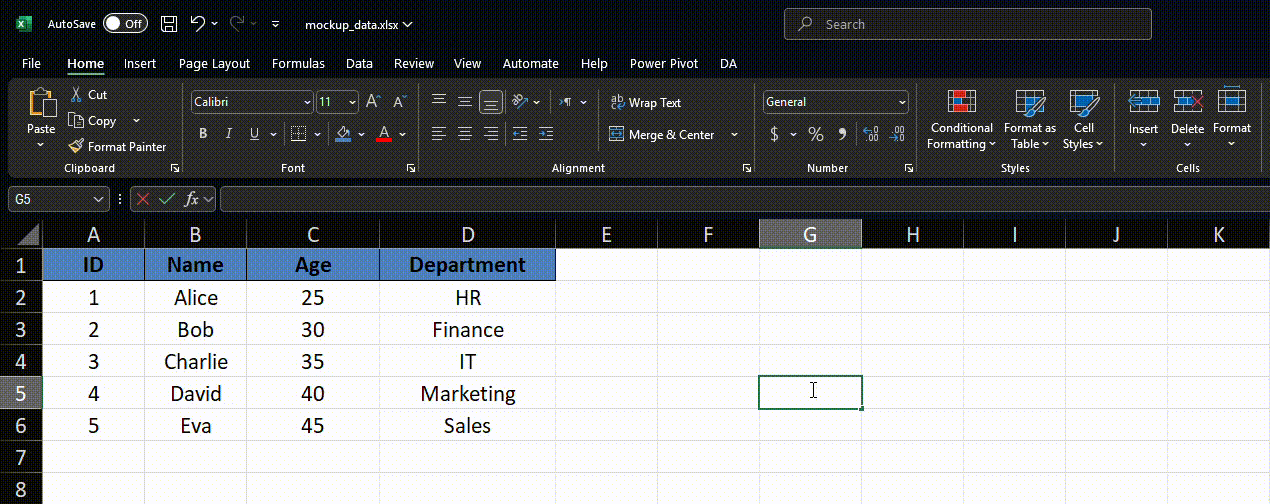 AutoSave Off mockup_data.xlsx Search
File Home Insert Page Layout Formulas Data Review View Automate Help Power Pivot DA
Paste
Cut
Copy
Format Painter
Clipboard
Calibri 11 A A
B I U A
Font
ab Wrap Text
Merge & Center
Alignment
General
$ % 9 .00
Number
Conditional Formatting
Format as Table
Cell Styles
Styles
Insert Delete Format
Cells
G5 fx
A B C D E F G H I J K
1 ID Name Age Department
2 1 Alice 25 HR
3 2 Bob 30 Finance
4 3 Charlie 35 IT
5 4 David 40 Marketing
6 5 Eva 45 Sales
7
8